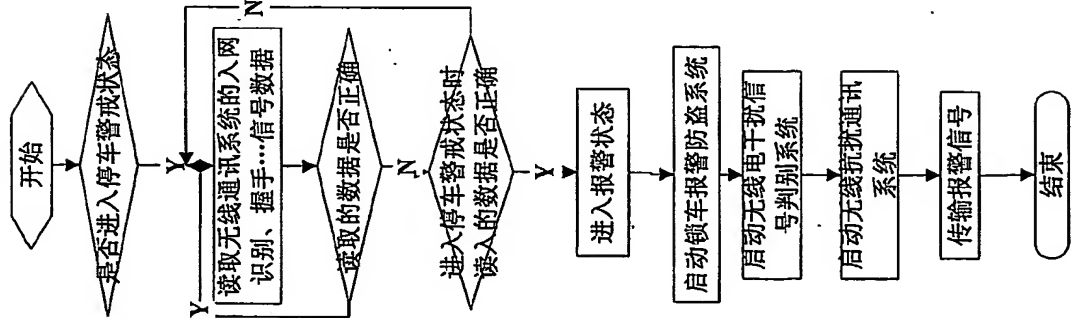 开始
是否进入停车警戒状态
Y
N
读取无线通讯系统的入网
识别、握手…信号数据
读取的数据是否正确
Y
N
进入停车警戒状态时
读入的数据是否正确
Y
进入报警状态
启动锁车报警防盗系统
启动无线电干扰信
号判别系统
启动无线抗扰通讯
系统
传输报警信号
结束